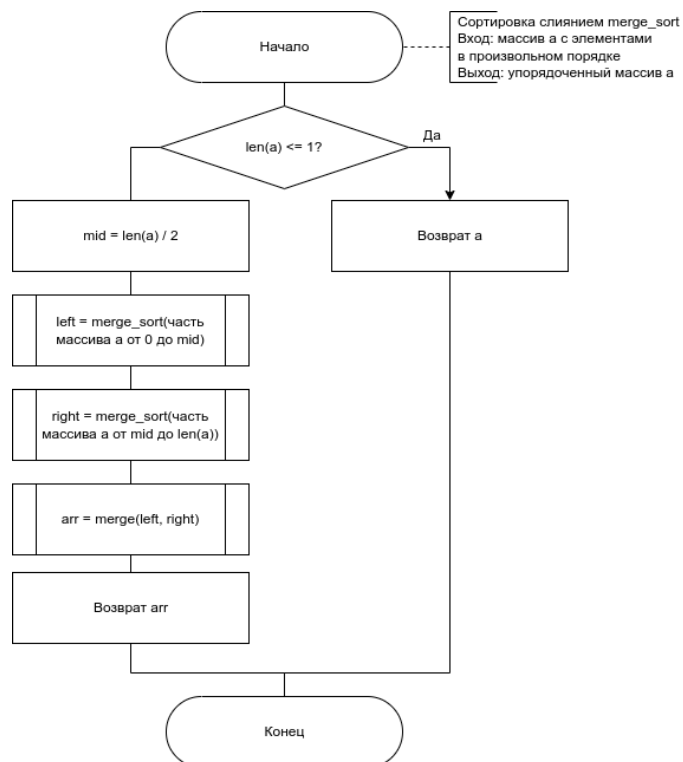 Начало
Сортировка слиянием merge_sort
Вход: массив a с элементами
в произвольном порядке
Выход: упорядоченный массив a
len(a) <= 1?
Да
mid = len(a) / 2
Возврат a
left = merge_sort(часть
массива a от 0 до mid)
right = merge_sort(часть
массива a от mid до len(a))
arr = merge(left, right)
Возврат arr
Конец